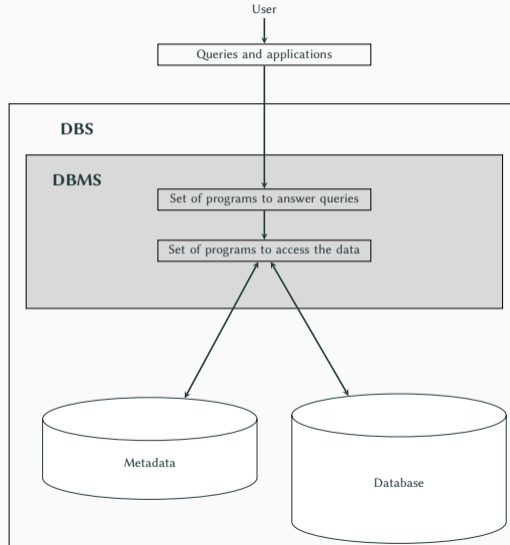 User
Queries and applications
DBS
DBMS
Set of programs to answer queries
Set of programs to access the data
Metadata
Database